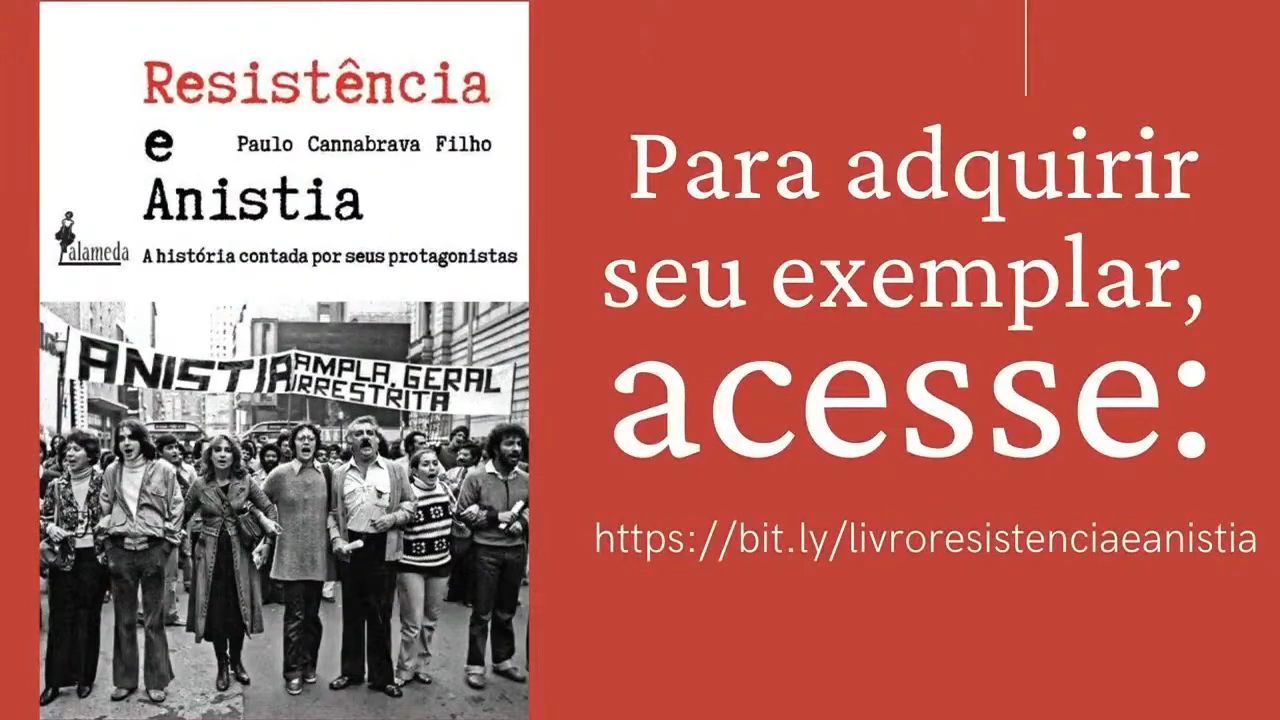 Resistência
e
Paulo Cannabrava Filho
Anistia
alameda
A história contada por seus protagonistas
ANISTIA AMPLA, GERAL
IRRESTRITA
Para adquirir
seu exemplar,
acesse:
https://bit.ly/livroresistenciaeanistia